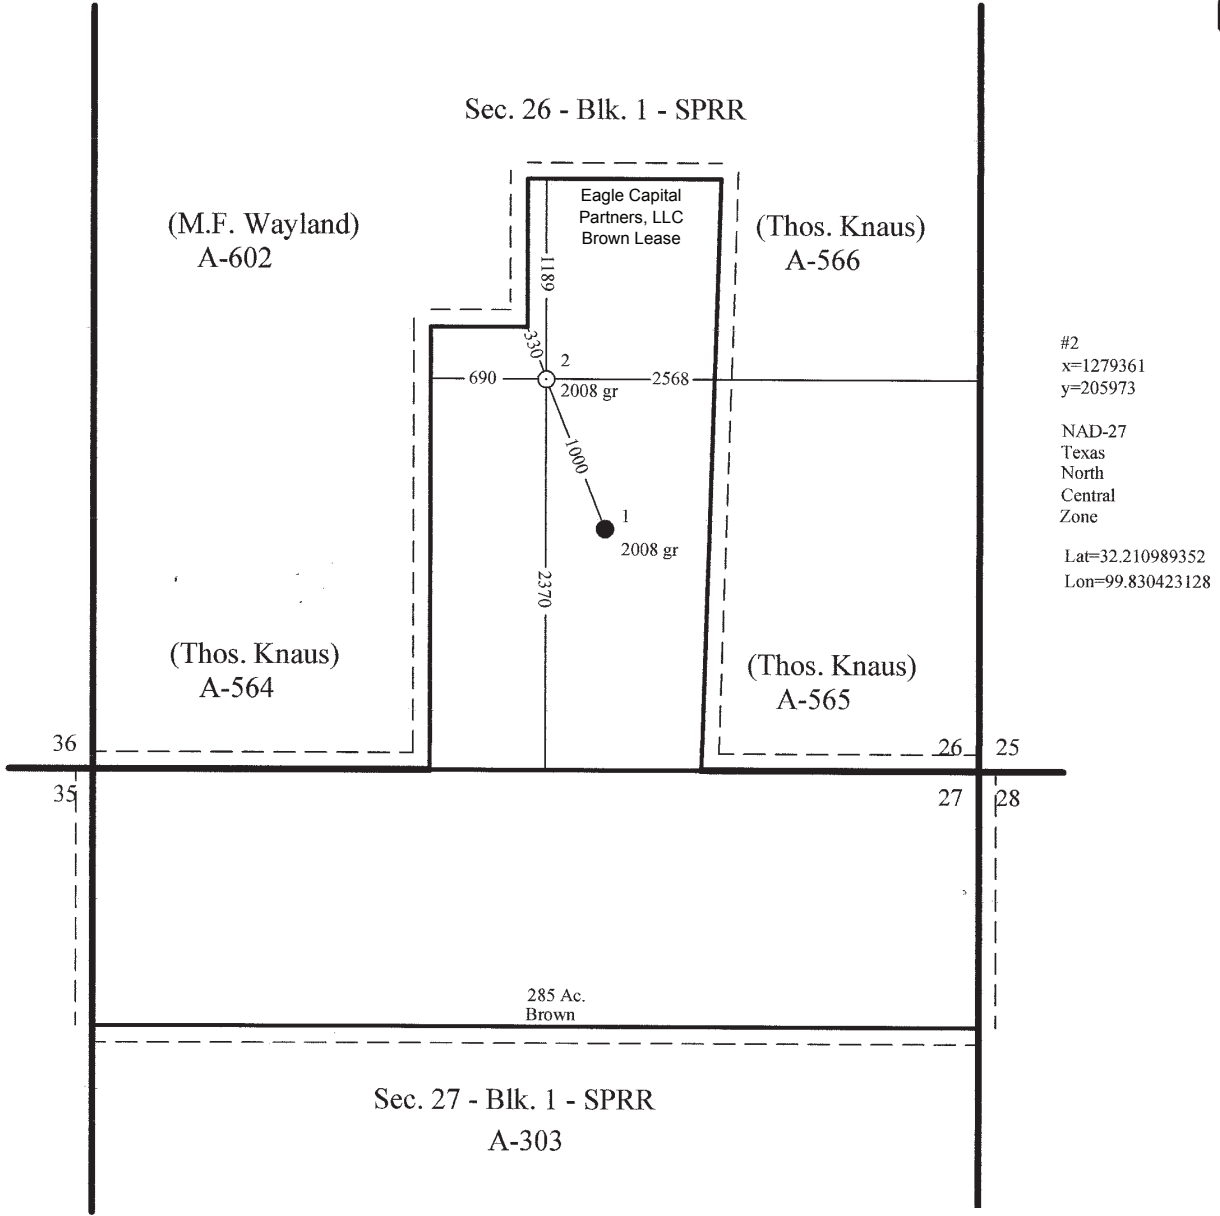 Sec. 26 - Blk. 1 - SPRR
Eagle Capital
Partners, LLC
Brown Lease
(M.F. Wayland)
A-602
(Thos. Knaus)
A-566
1189
330
2
690
2568
2008 gr
1000
1
2008 gr
2370
#2
x=1279361
y=205973
NAD-27
Texas
North
Central
Zone
Lat=32.210989352
Lon=99.830423128
(Thos. Knaus)
A-564
(Thos. Knaus)
A-565
36
26
25
35
27
28
285 Ac.
Brown
Sec. 27 - Blk. 1 - SPRR
A-303